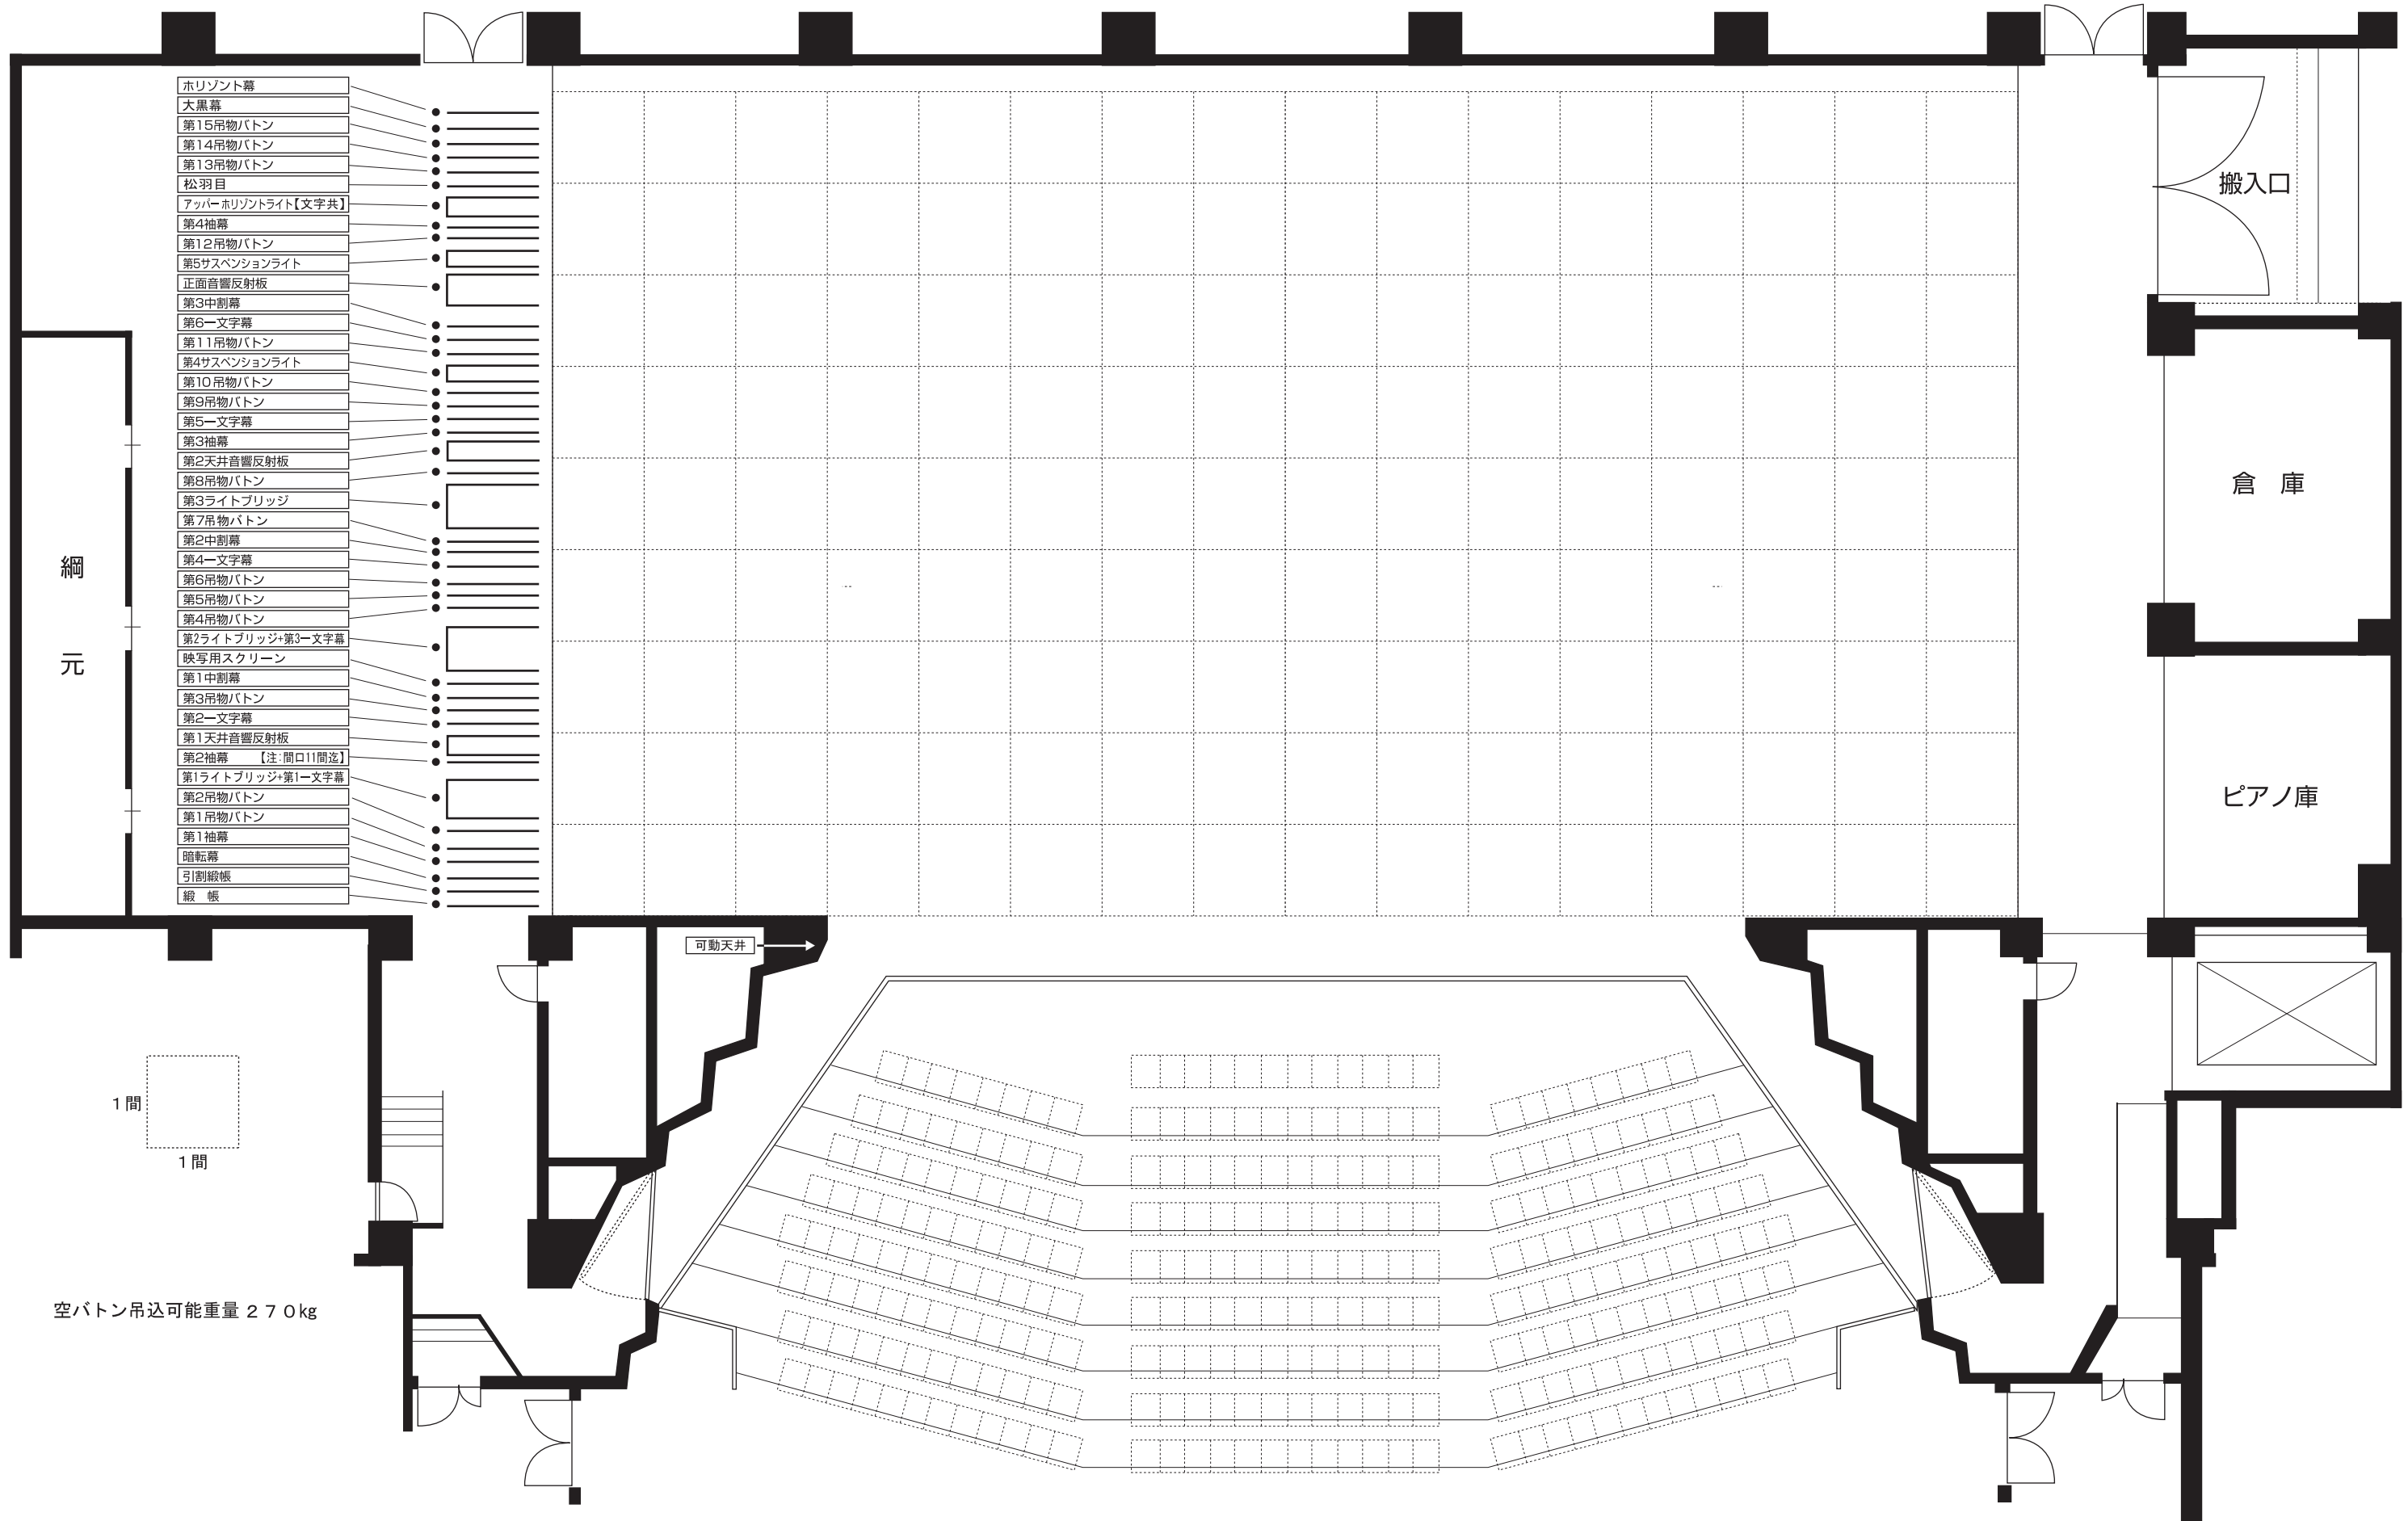 ホリゾント幕
大黒幕
第15吊物バトン
第14吊物バトン
第13吊物バトン
松羽目
アッパーホリゾントライト【文字共】
第4袖幕
第12吊物バトン
第5サスペンションライト
正面音響反射板
第3中割幕
第6一文字幕
第11吊物バトン
第4サスペンションライト
第10吊物バトン
第9吊物バトン
第5一文字幕
第3袖幕
第2天井音響反射板
第8吊物バトン
第3ライトブリッジ
第7吊物バトン
第2中割幕
第4一文字幕
第6吊物バトン
第5吊物バトン
第4吊物バトン
第2ライトブリッジ+第3一文字幕
映写用スクリーン
第1中割幕
第3吊物バトン
第2一文字幕
第1天井音響反射板
第2袖幕 【注:間口11間迄】
第1ライトブリッジ+第1一文字幕
第2吊物バトン
第1吊物バトン
第1袖幕
暗転幕
引割緞帳
緞 帳
綱元
搬入口
倉 庫
ピアノ庫
可動天井
1間
1間
空バトン吊込可能重量270kg